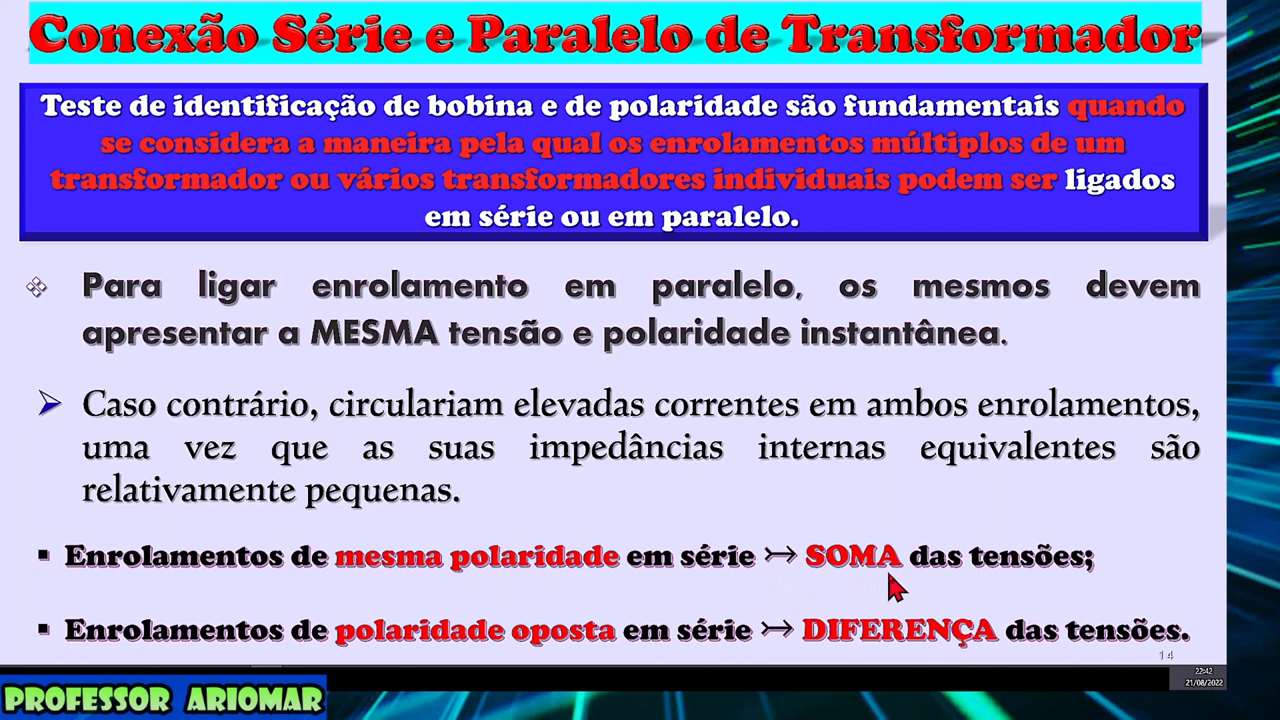 Conexão Série e Paralelo de Transformador
Teste de identificação de bobina e de polaridade são fundamentais quando
se considera a maneira pela qual os enrolamentos múltiplos de um
transformador ou vários transformadores individuais podem ser ligados
em série ou em paralelo.
Para ligar enrolamento em paralelo, os mesmos devem
apresentar a MESMA tensão e polaridade instantânea.
Caso contrário, circulariam elevadas correntes em ambos enrolamentos,
uma vez que as suas impedâncias internas equivalentes são
relativamente pequenas.
Enrolamentos de mesma polaridade em série ↣ SOMA das tensões;
Enrolamentos de polaridade oposta em série ↣ DIFERENÇA das tensões.
14
22:42
21/08/2022
PROFESSOR ARIOMAR